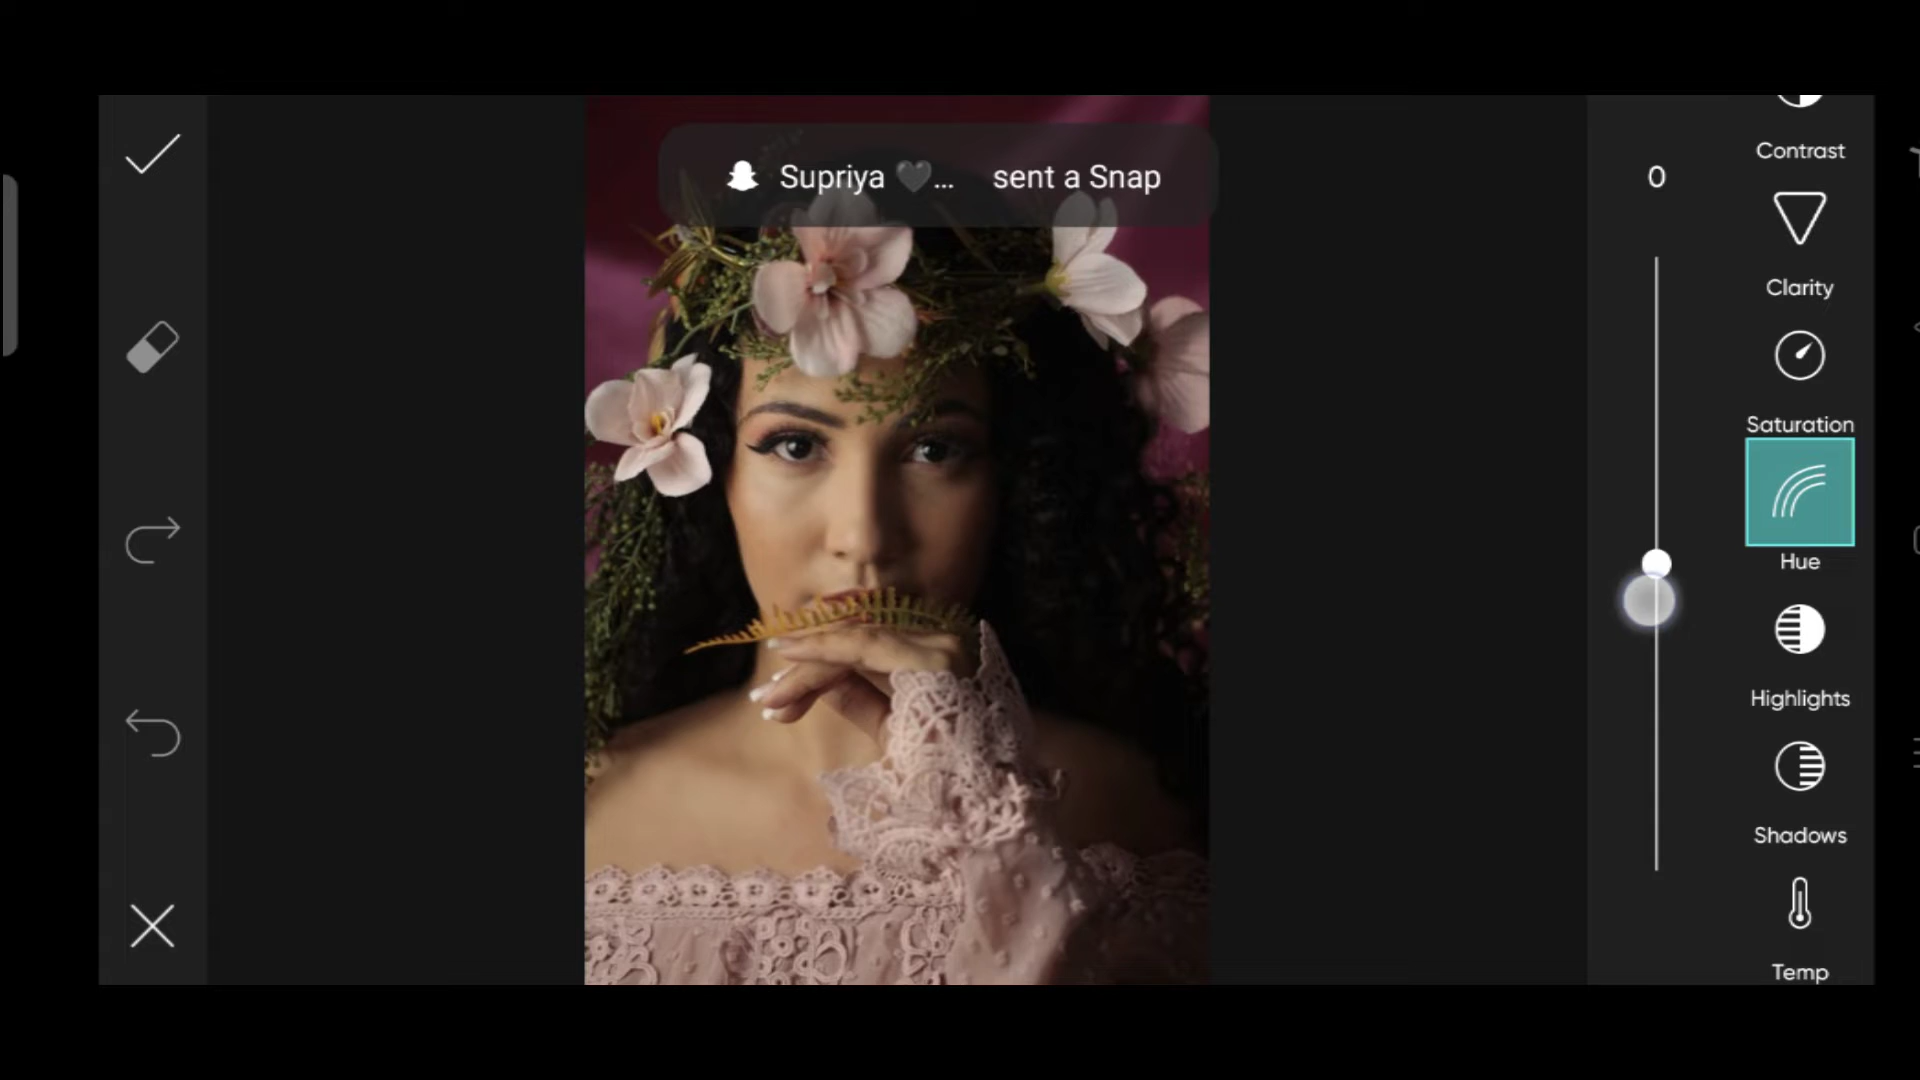 Supriya 🖤... sent a Snap
0
Contrast
Clarity
Saturation
Hue
Highlights
Shadows
Temp